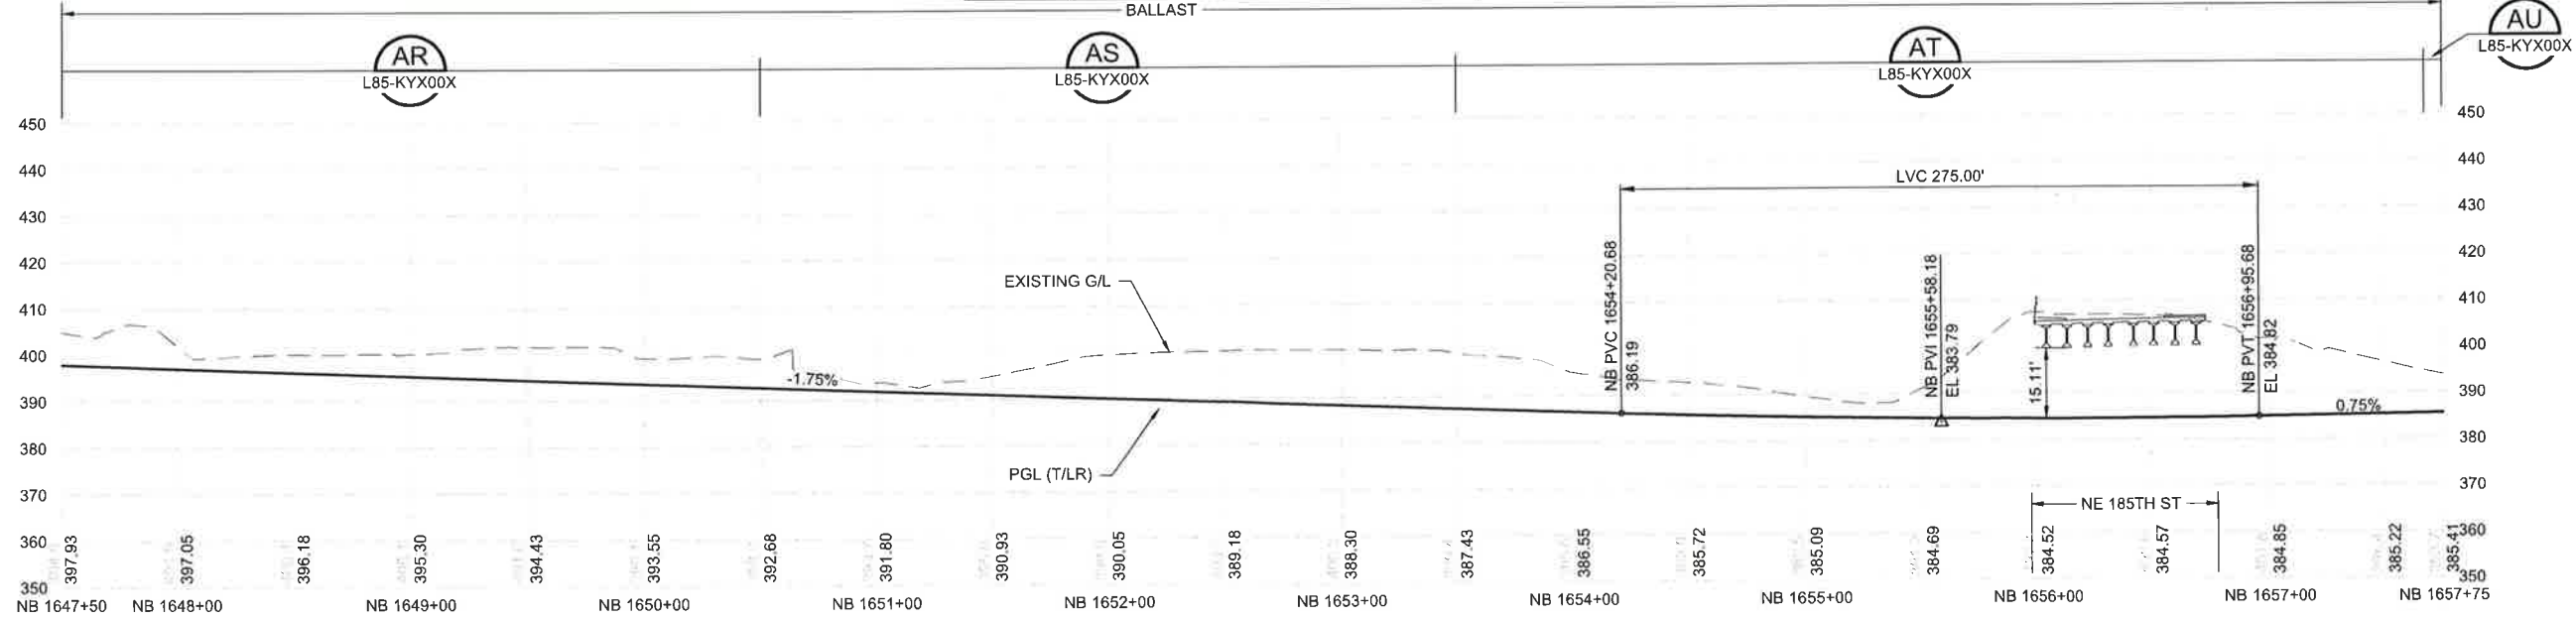 BALLAST
AR
L85-KYX00X
AS
L85-KYX00X
AT
L85-KYX00X
AU
L85-KYX00X
450
450
440
440
LVC 275.00'
430
430
420
420
EXISTING G/L
NB PVC 1654+20.68
386.19
NB PVI 1655+58.18
EL 383.79
NB PVT 1656+95.68
EL 384.82
410
410
400
400
-1.75%
15.11'
0.75%
390
390
380
380
PGL (T/LR)
370
370
NE 185TH ST
360
360
397.93
397.05
396.18
395.30
394.43
393.55
392.68
391.80
390.93
390.05
389.18
388.30
387.43
386.55
385.72
385.09
384.69
384.52
384.57
384.85
385.22
385.41
350
350
NB 1647+50
NB 1648+00
NB 1649+00
NB 1650+00
NB 1651+00
NB 1652+00
NB 1653+00
NB 1654+00
NB 1655+00
NB 1656+00
NB 1657+00
NB 1657+75